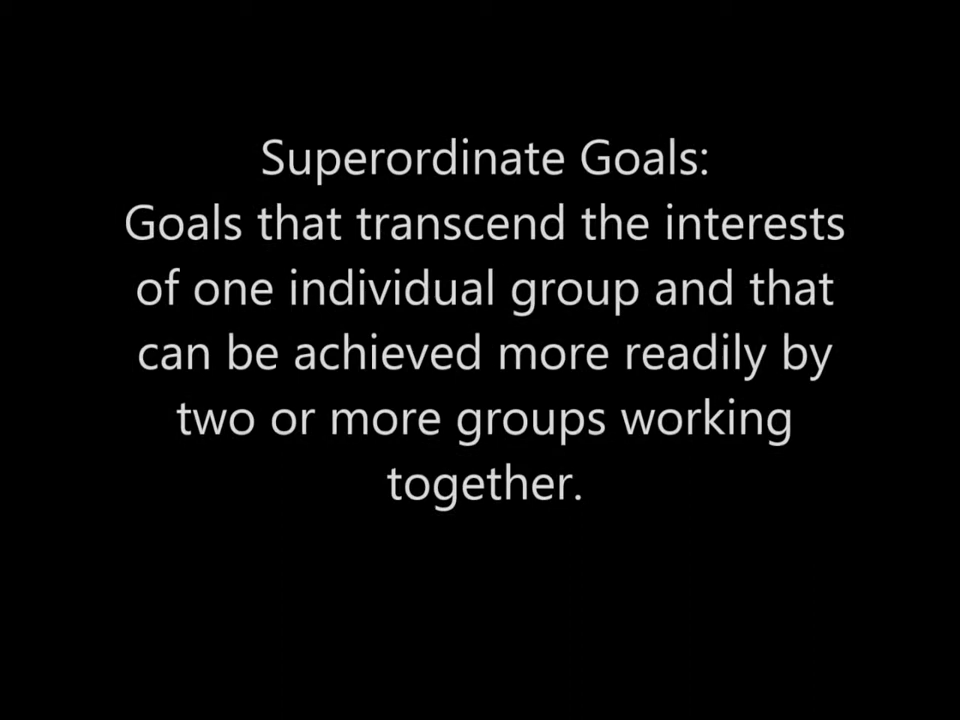 Superordinate Goals:
Goals that transcend the interests
of one individual group and that
can be achieved more readily by
two or more groups working
together.